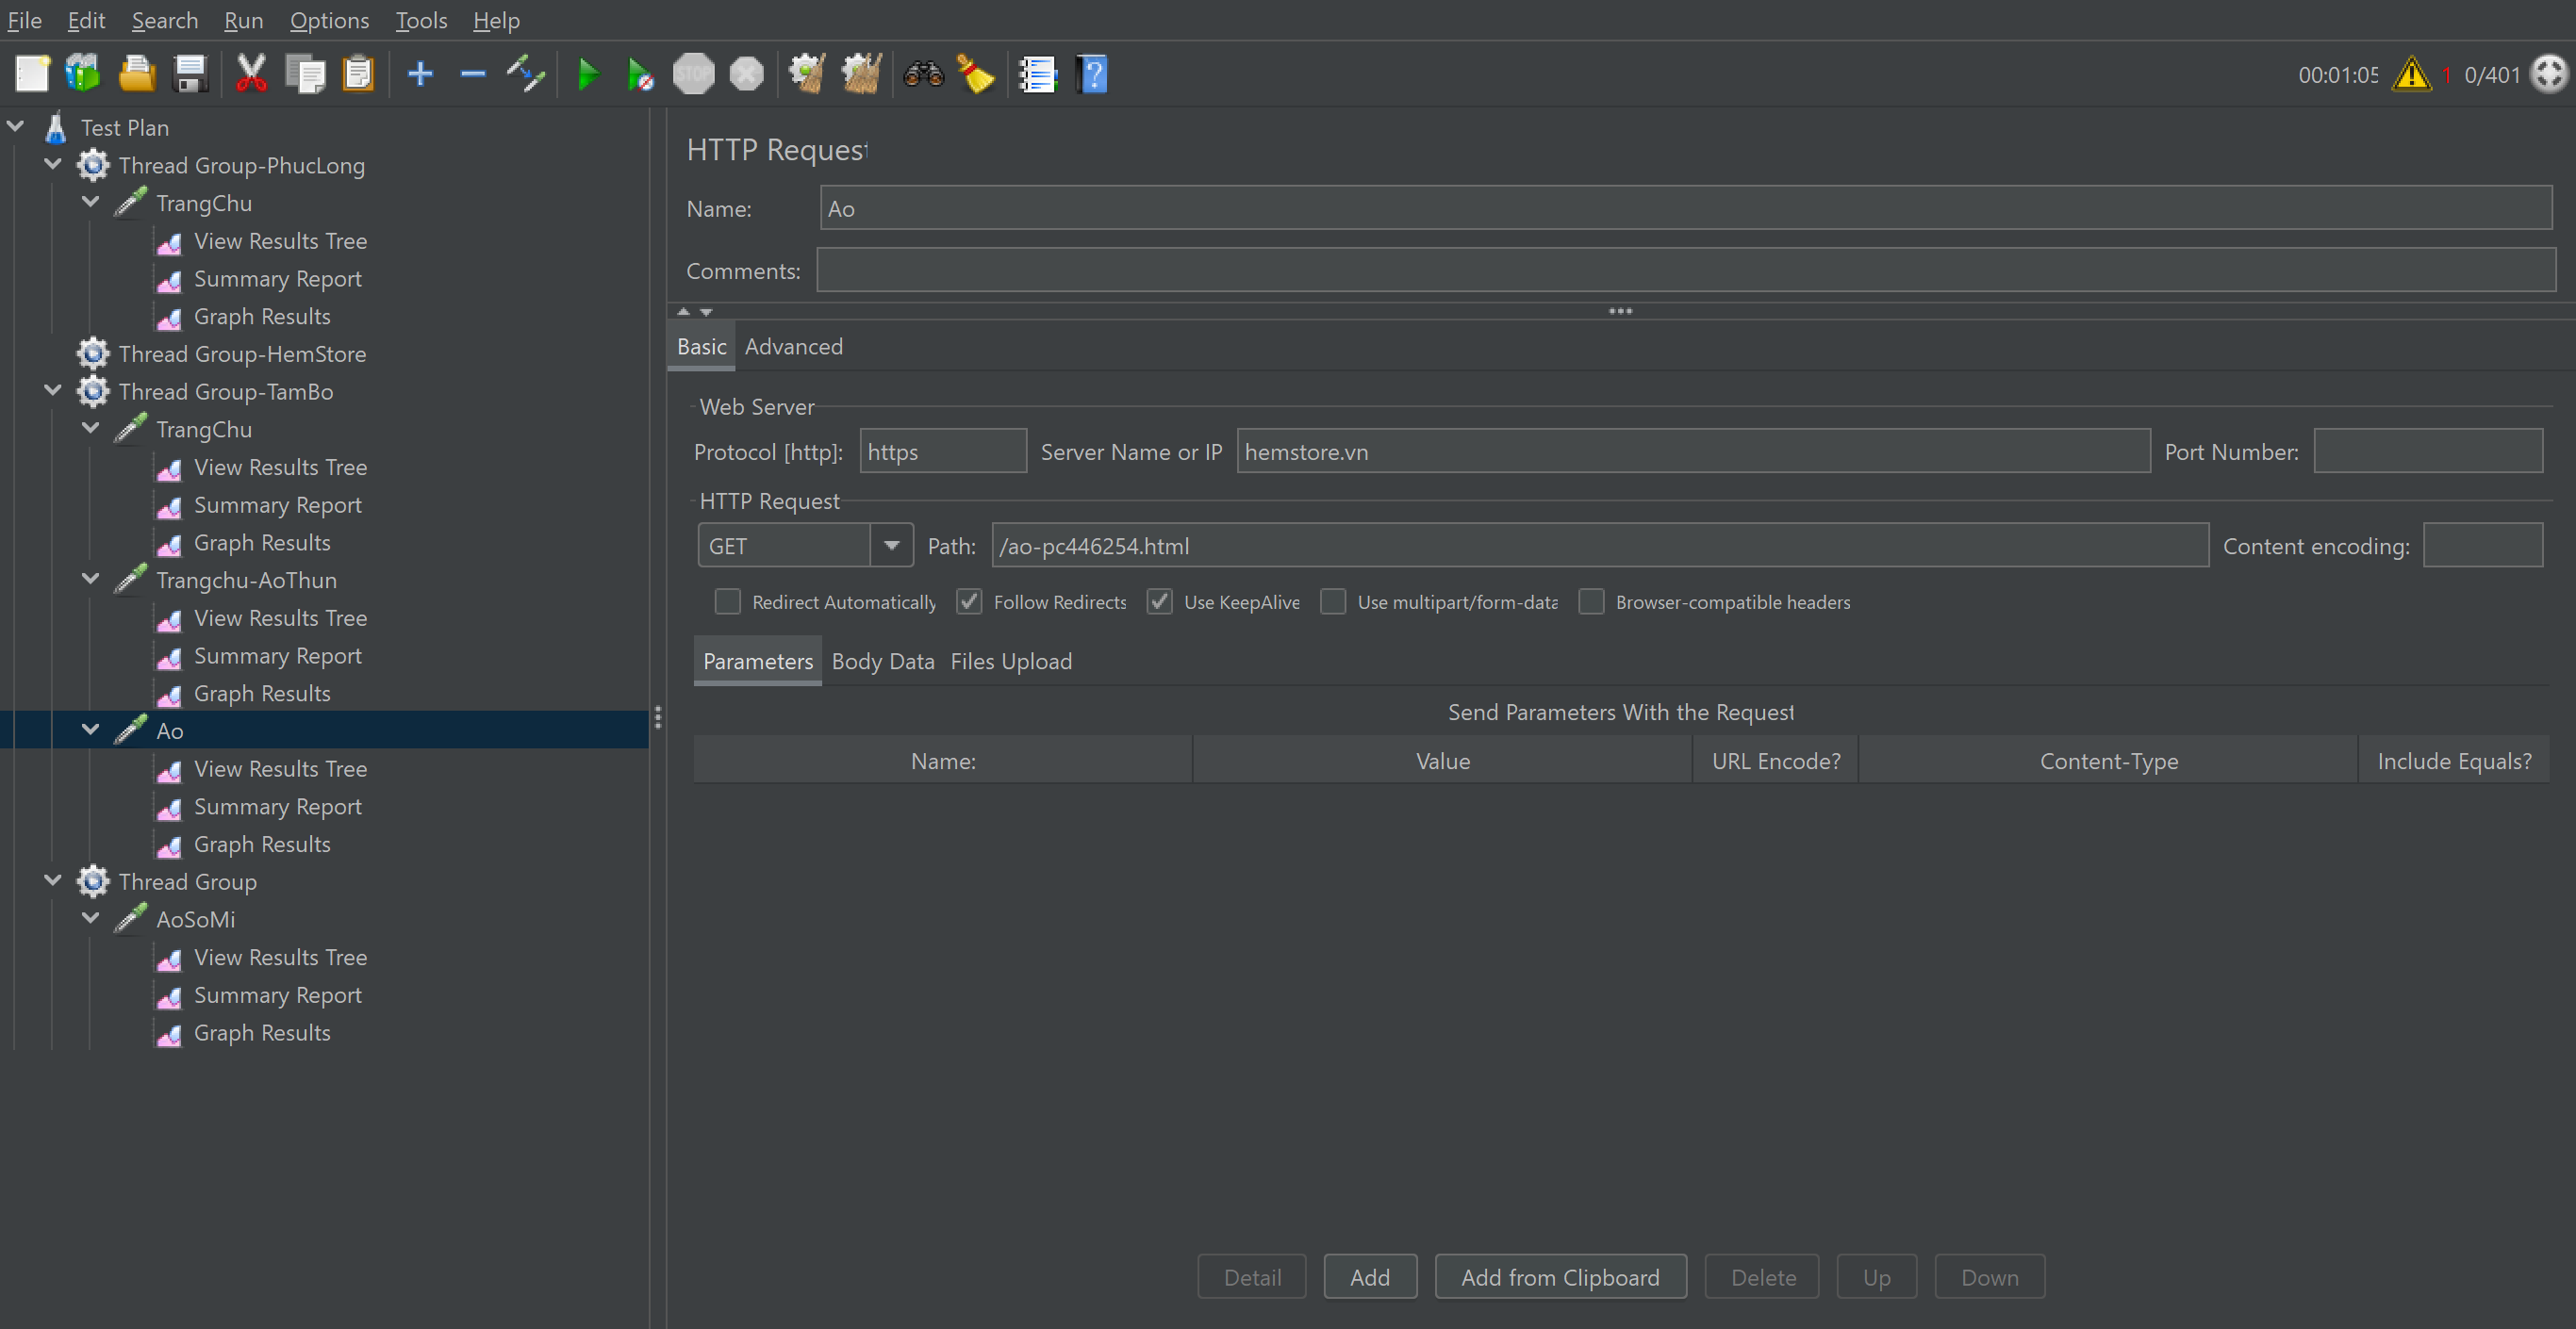 File Edit Search Run Options Tools Help
STOP
00:01:05 1 0/401
Test Plan
Thread Group-PhucLong
TrangChu
View Results Tree
Summary Report
Graph Results
Thread Group-HemStore
Thread Group-TamBo
TrangChu
View Results Tree
Summary Report
Graph Results
Trangchu-AoThun
View Results Tree
Summary Report
Graph Results
Ao
View Results Tree
Summary Report
Graph Results
Thread Group
AoSoMi
View Results Tree
Summary Report
Graph Results
HTTP Request
Name: Ao
Comments:
Basic Advanced
Web Server
Protocol [http]: https Server Name or IP hemstore.vn Port Number:
HTTP Request
GET Path: /ao-pc446254.html Content encoding:
Redirect Automatically Follow Redirects Use KeepAlive Use multipart/form-data Browser-compatible headers
Parameters Body Data Files Upload
Send Parameters With the Request
Name: Value URL Encode? Content-Type Include Equals?
Detail Add Add from Clipboard Delete Up Down